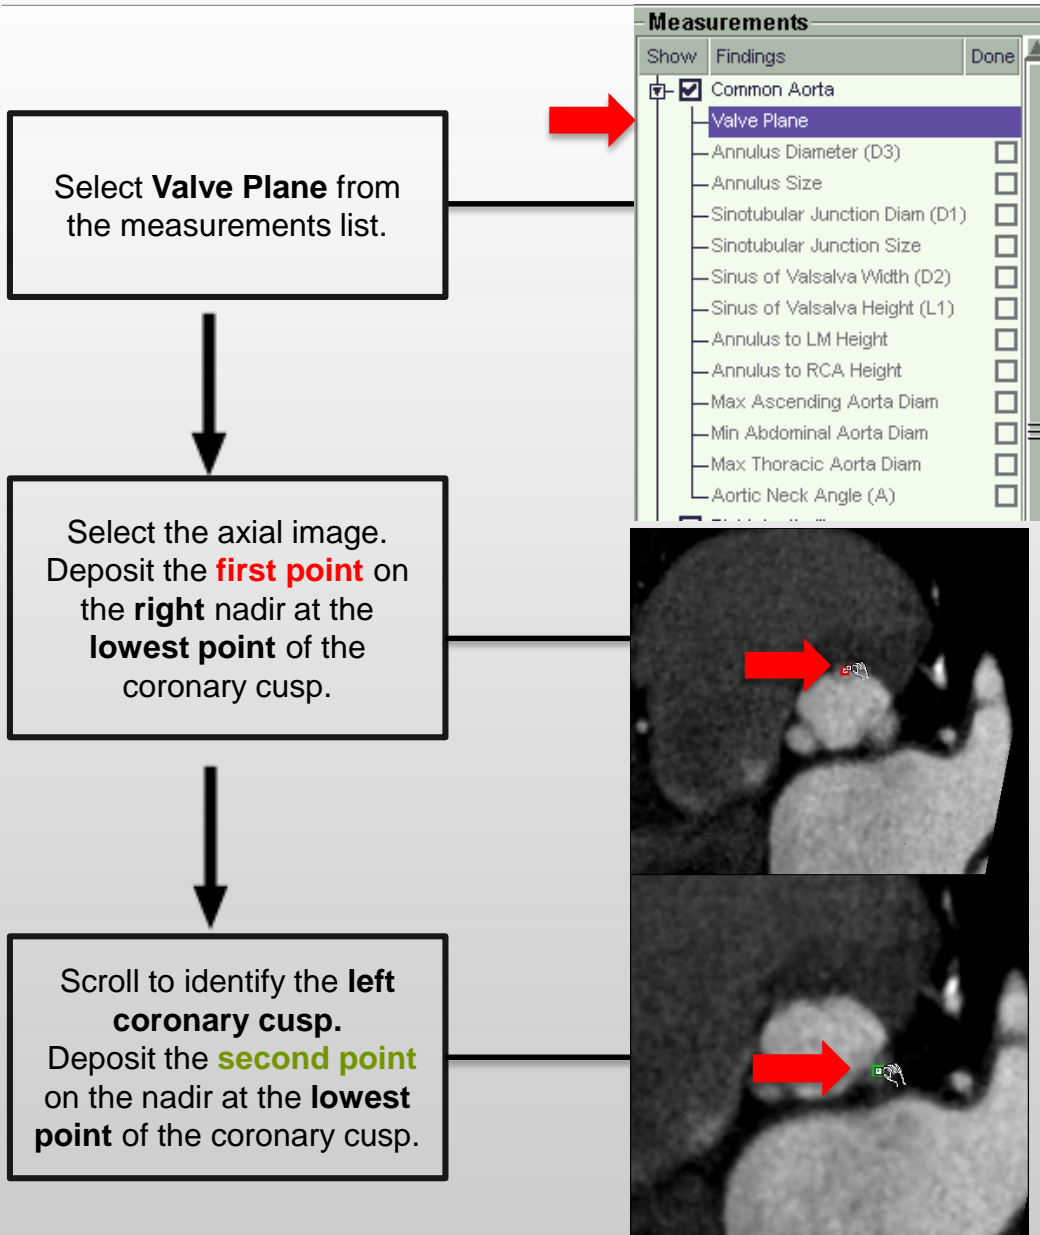 Measurements
Show Findings Done
Common Aorta
Valve Plane
Annulus Diameter (D3)
Annulus Size
Sinotubular Junction Diam (D1)
Sinotubular Junction Size
Sinus of Valsalva Width (D2)
Sinus of Valsalva Height (L1)
Annulus to LM Height
Annulus to RCA Height
Max Ascending Aorta Diam
Min Abdominal Aorta Diam
Max Thoracic Aorta Diam
Aortic Neck Angle (A)
Select Valve Plane from
the measurements list.
Select the axial image.
Deposit the first point on
the right nadir at the
lowest point of the
coronary cusp.
Scroll to identify the left
coronary cusp.
Deposit the second point
on the nadir at the lowest
point of the coronary cusp.